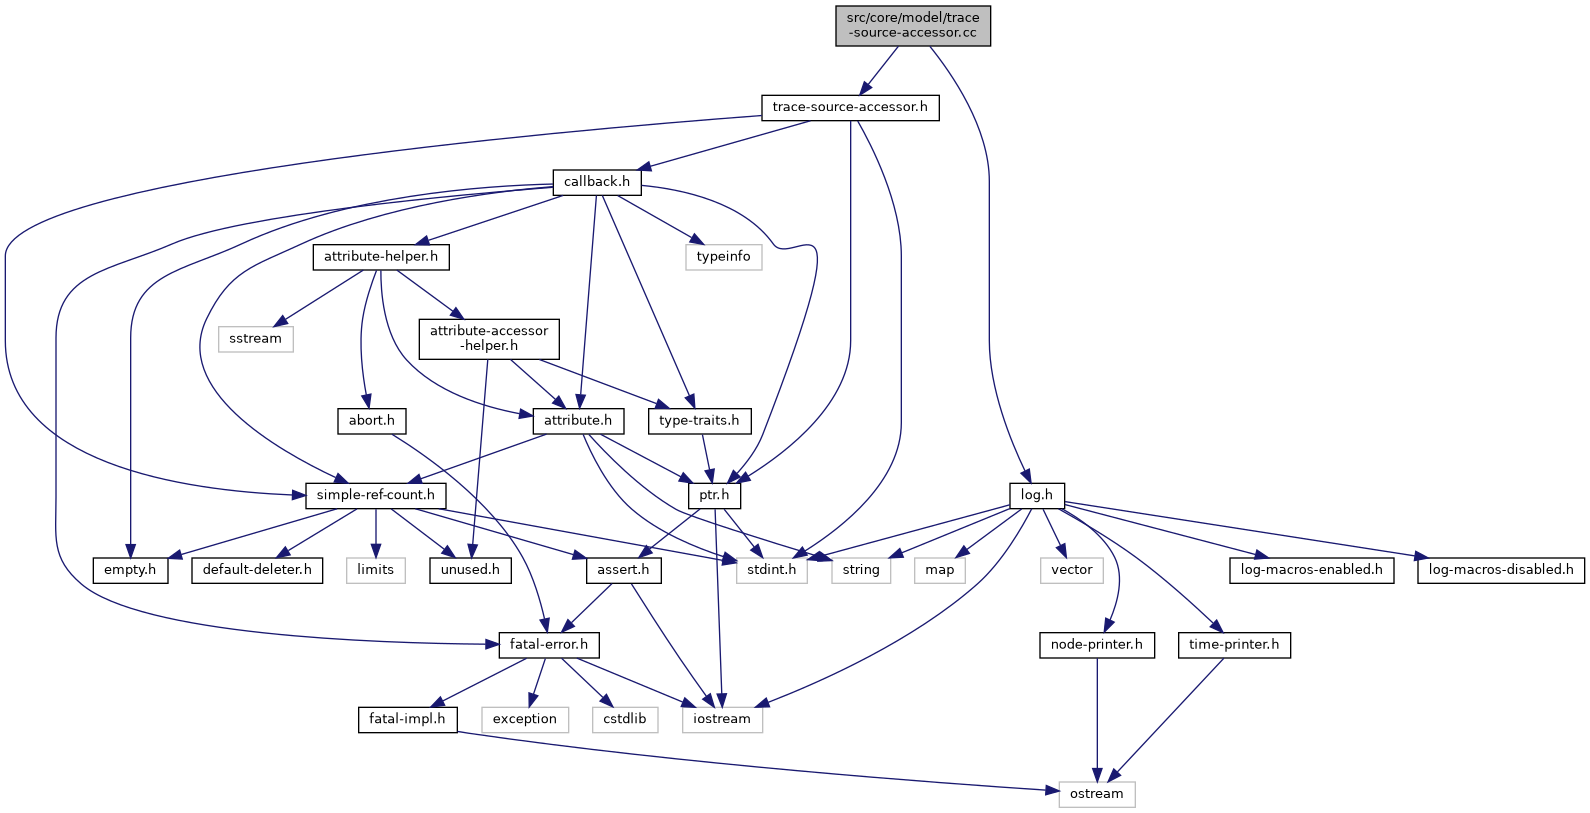 src/core/model/trace
-source-accessor.cc
trace-source-accessor.h
callback.h
attribute-helper.h
typeinfo
sstream
attribute-accessor
-helper.h
abort.h
attribute.h
type-traits.h
simple-ref-count.h
ptr.h
log.h
empty.h
default-deleter.h
limits
unused.h
assert.h
stdint.h
string
map
vector
log-macros-enabled.h
log-macros-disabled.h
fatal-error.h
node-printer.h
time-printer.h
fatal-impl.h
exception
cstdlib
iostream
ostream